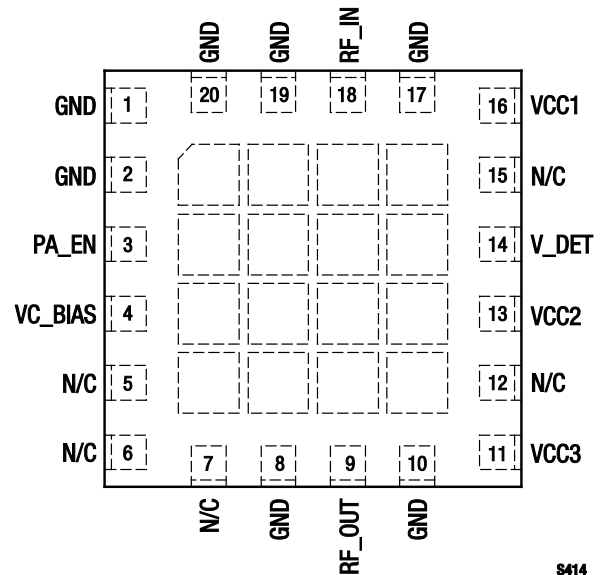 GND GND RF_IN GND
20 19 18 17
GND 1 16 VCC1
GND 2 15 N/C
PA_EN 3 14 V_DET
VC_BIAS 4 13 VCC2
N/C 5 12 N/C
N/C 6 11 VCC3
7 8 9 10
N/C GND RF_OUT GND
S414